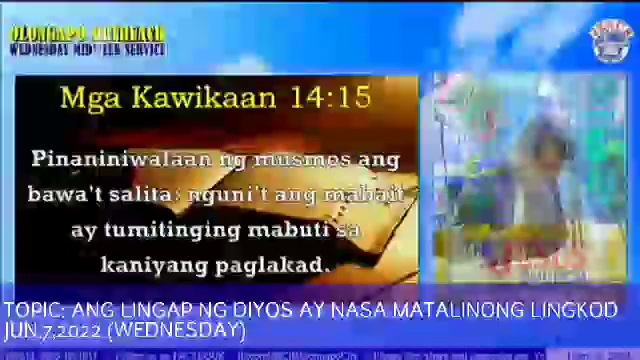 OLONGAPO OUTREACH
WEDNESDAY MIDWEEK SERVICE
Mga Kawikaan 14:15
Pinaniniwalaan ng musmos ang
bawa't salita: nguni't ang mabait
ay tumitinging mabuti sa
kaniyang paglakad.
TOPIC: ANG LINGAP NG DIYOS AY NASA MATALINONG LINGKOD
JUN.7,2022 (WEDNESDAY)